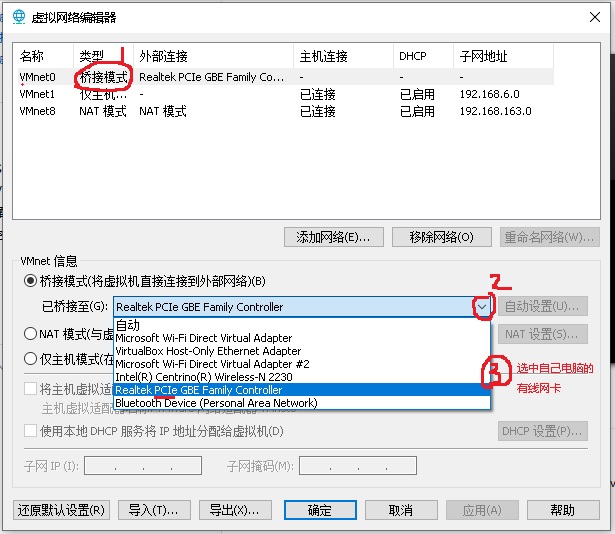 虚拟网络编辑器
名称 类型 外部连接 主机连接 DHCP 子网地址
1
VMnet0 桥接模式 Realtek PCIe GBE Family Co... - - -
VMnet1 仅主机... - 已连接 已启用 192.168.6.0
VMnet8 NAT 模式 NAT 模式 已连接 已启用 192.168.163.0
添加网络(E)... 移除网络(O) 重命名网络(W)...
VMnet 信息
桥接模式(将虚拟机直接连接到外部网络)(B)
2
已桥接至(G): Realtek PCIe GBE Family Controller 自动设置(U)...
自动
NAT 模式(与虚 Microsoft Wi-Fi Direct Virtual Adapter NAT 设置(S)...
VirtualBox Host-Only Ethernet Adapter
仅主机模式(在 Microsoft Wi-Fi Direct Virtual Adapter #2
3 选中自己电脑的
Intel(R) Centrino(R) Wireless-N 2230
将主机虚拟适 Realtek PCIe GBE Family Controller 有线网卡
主机虚拟适配 Bluetooth Device (Personal Area Network)
使用本地 DHCP 服务将 IP 地址分配给虚拟机(D) DHCP 设置(P)...
子网 IP (I): . . . 子网掩码(M): . . .
还原默认设置(R) 导入(T)... 导出(X)... 确定 取消 应用(A) 帮助